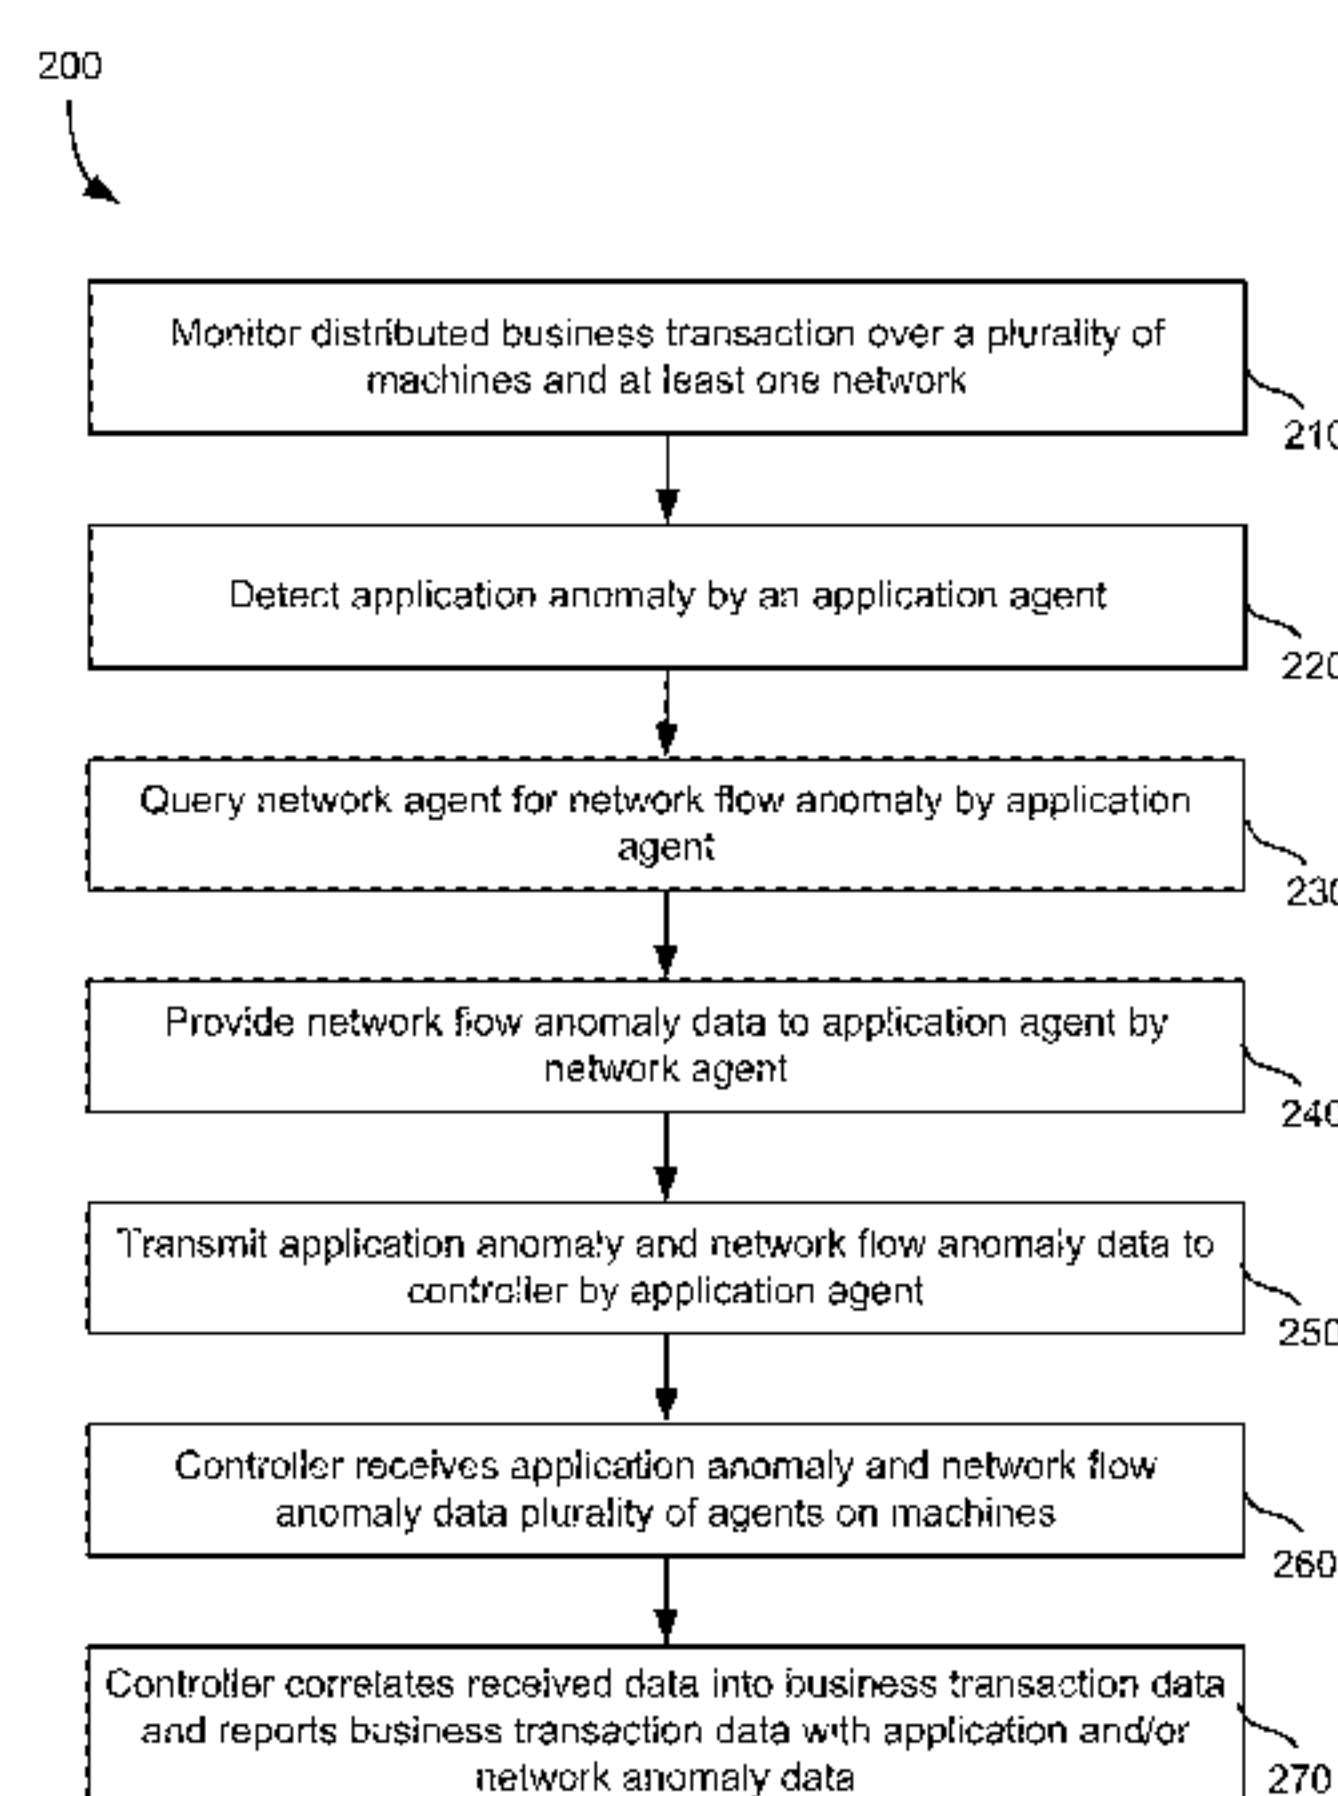 200
Monitor distributed business transaction over a plurality of
machines and at least one network
210
Detect application anomaly by an application agent
220
Query network agent for network flow anomaly by application
agent
230
Provide network flow anomaly data to application agent by
network agent
240
Transmit application anomaly and network flow anomaly data to
controller by application agent
250
Controller receives application anomaly and network flow
anomaly data plurality of agents on machines
260
Controller correlates received data into business transaction data
and reports business transaction data with application and/or
network anomaly data
270